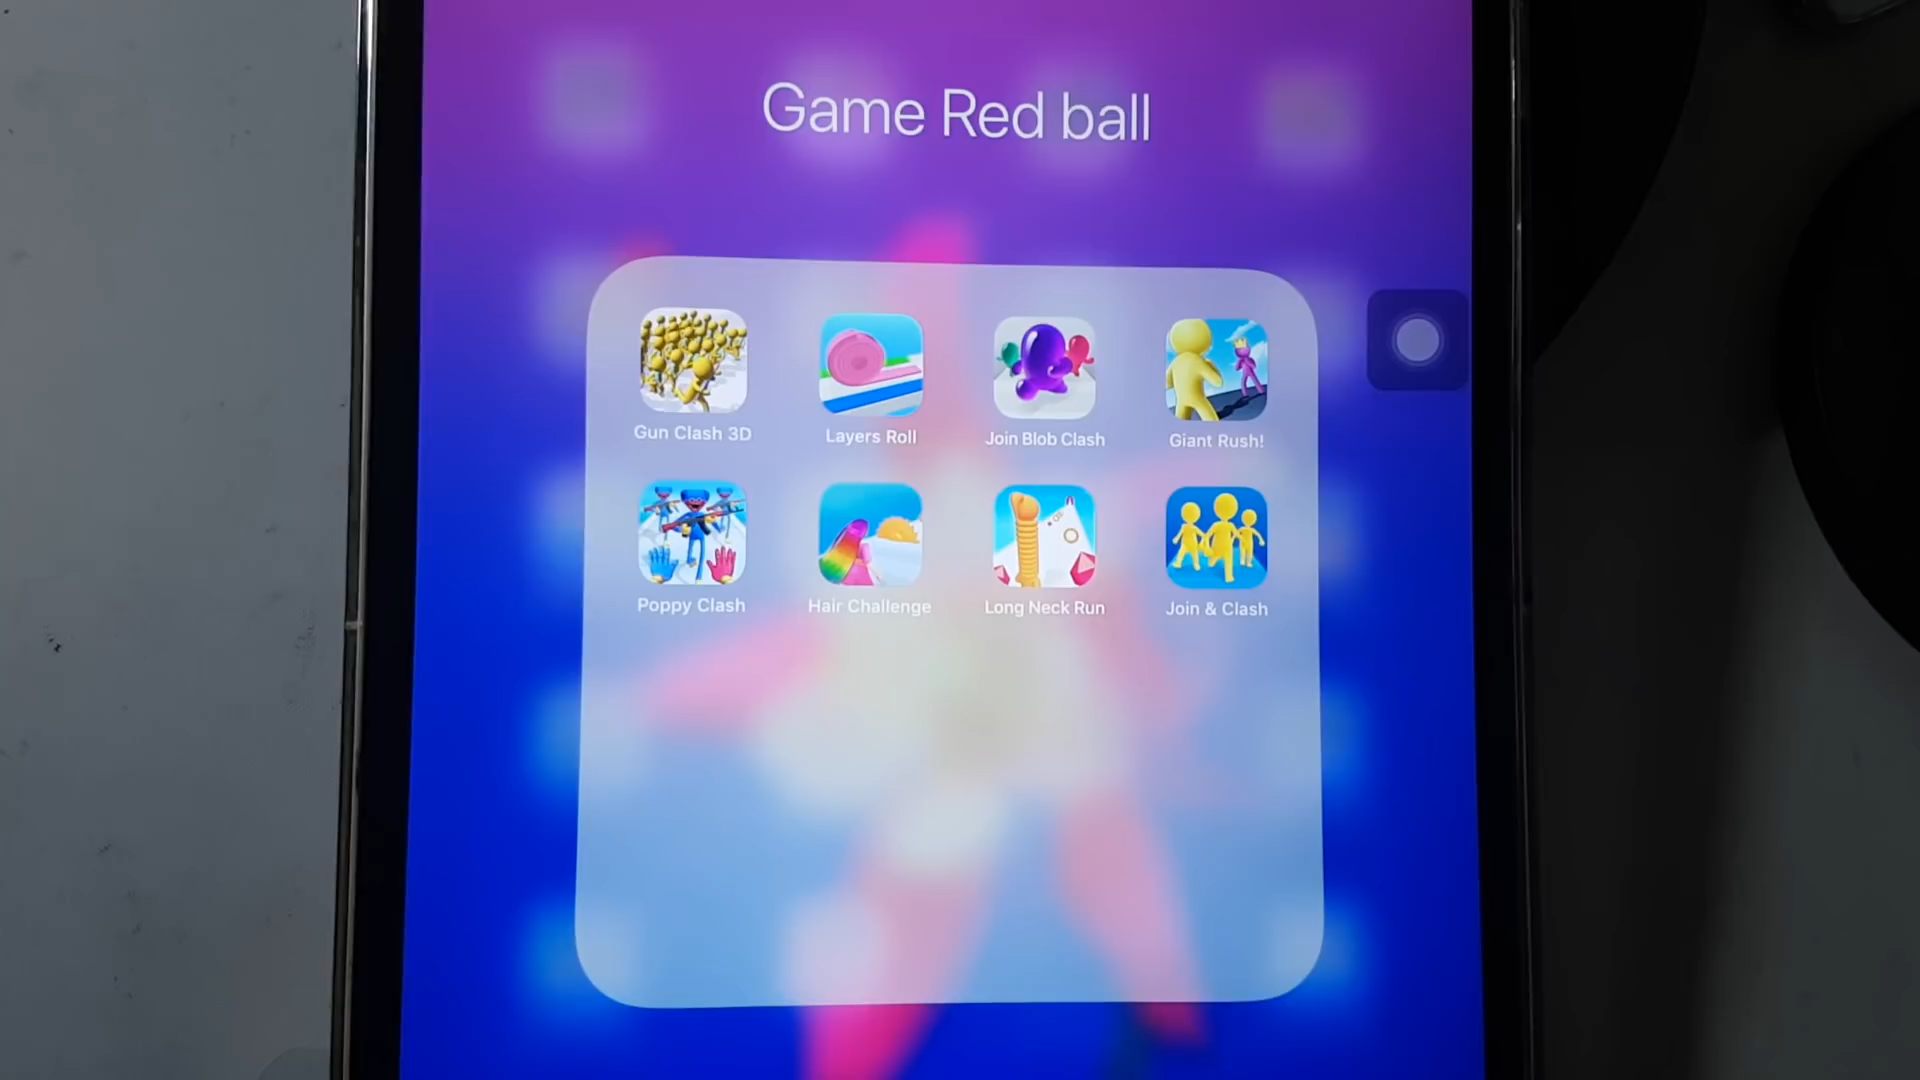 Game Red ball
Gun Clash 3D
Layers Roll
Join Blob Clash
Giant Rush!
Poppy Clash
Hair Challenge
Long Neck Run
Join & Clash